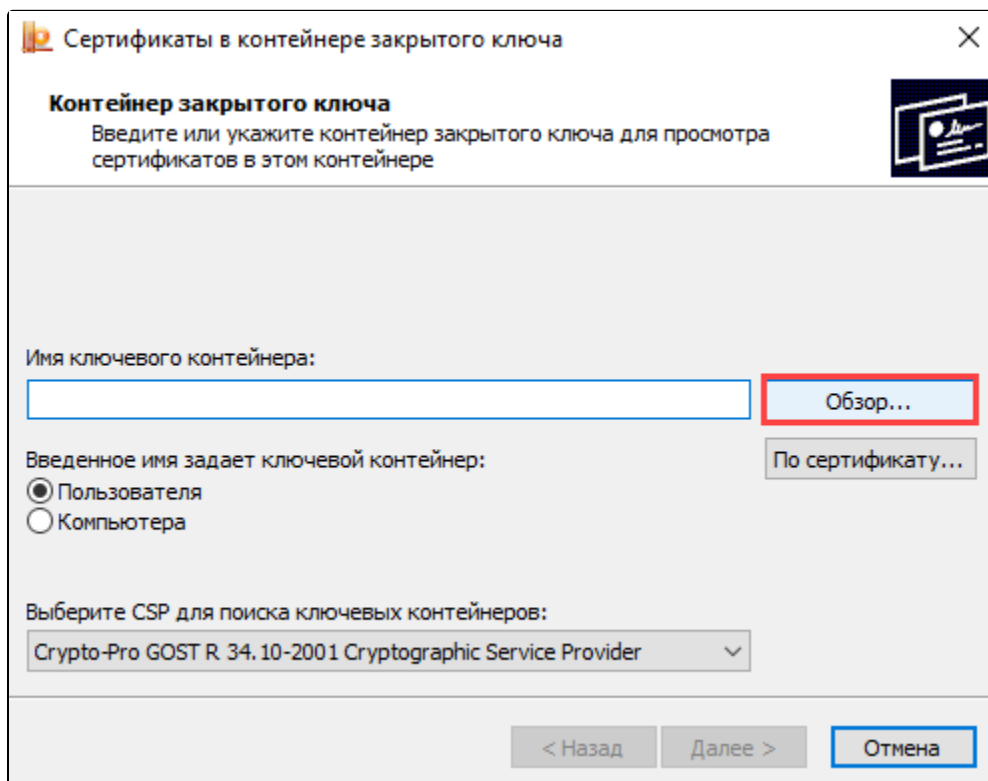 Сертификаты в контейнере закрытого ключа
Контейнер закрытого ключа
Введите или укажите контейнер закрытого ключа для просмотра
сертификатов в этом контейнере
Имя ключевого контейнера:
Обзор...
Введенное имя задает ключевой контейнер:
По сертификату...
Пользователя
Компьютера
Выберите CSP для поиска ключевых контейнеров:
Crypto-Pro GOST R 34.10-2001 Cryptographic Service Provider
< Назад
Далее >
Отмена